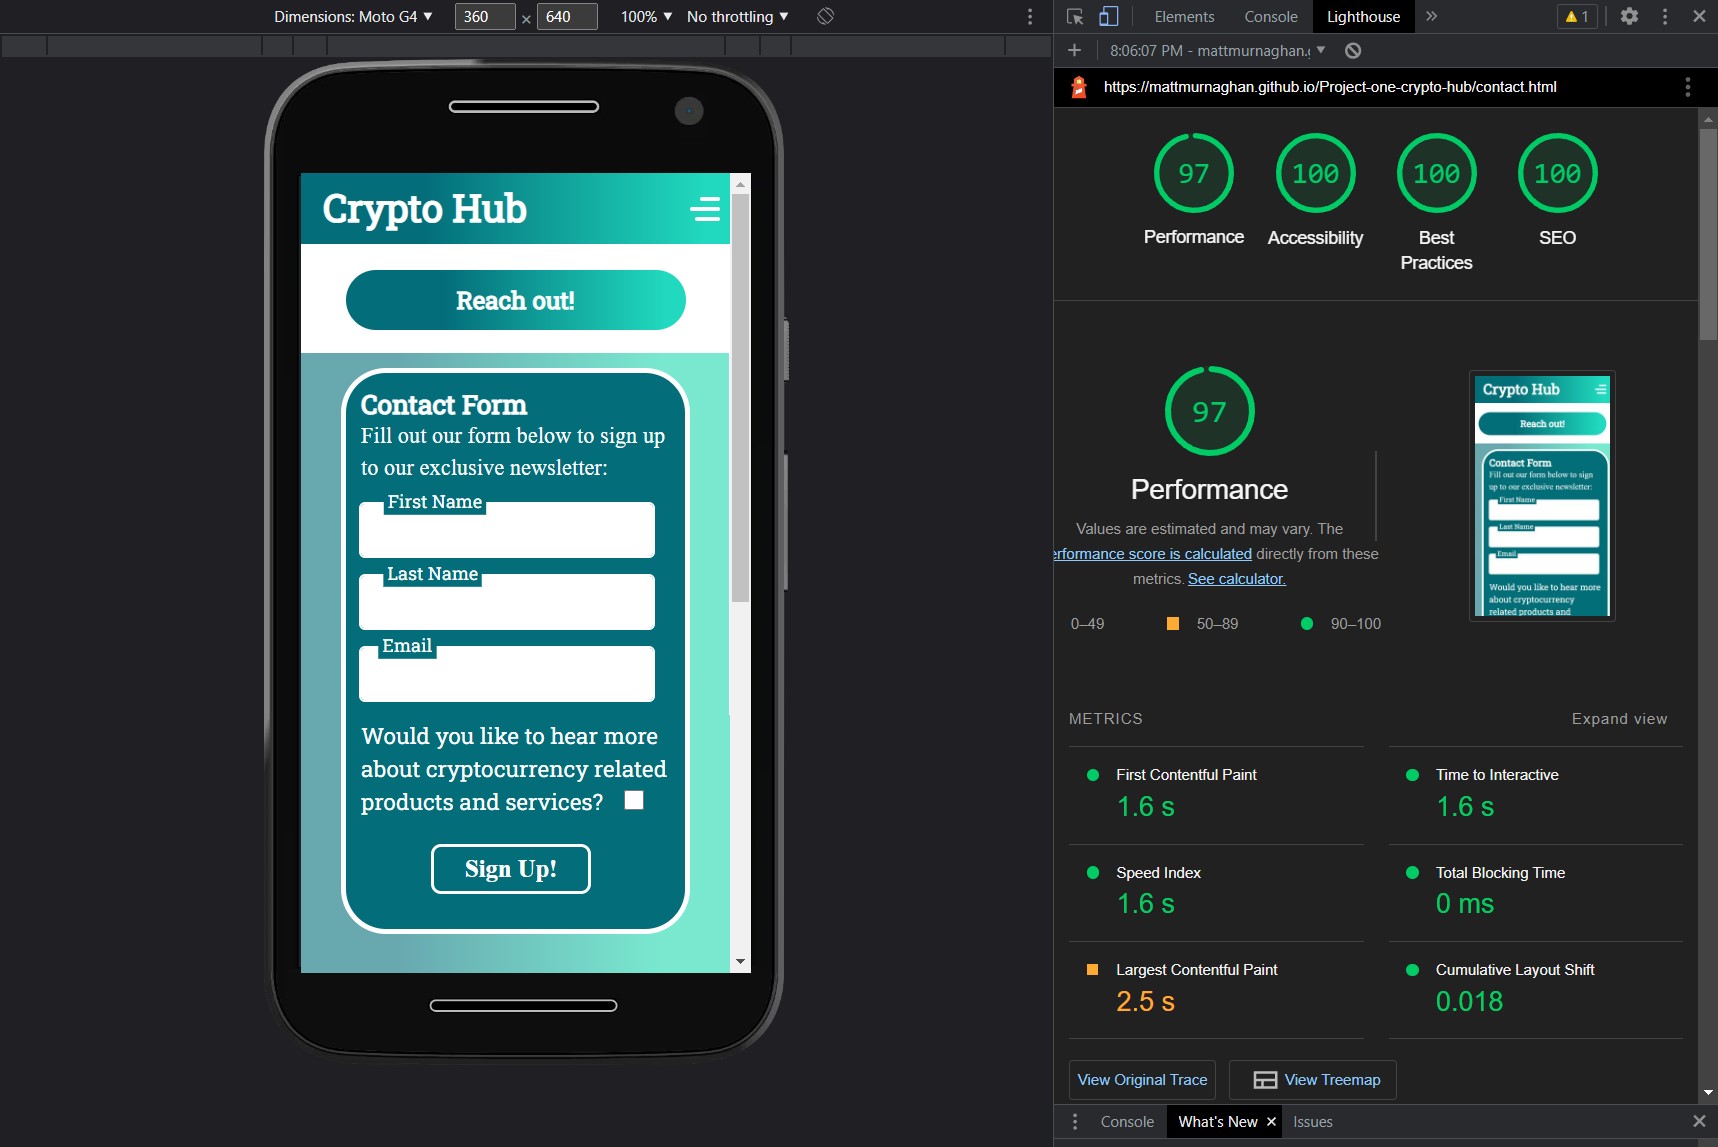 Dimensions: Moto G4 ▼ 360 × 640 100% ▼ No throttling ▼
Elements Console Lighthouse » 1
8:06:07 PM - mattmurnaghan.
https://mattmurnaghan.github.io/Project-one-crypto-hub/contact.html
Crypto Hub
Reach out!
Contact Form
Fill out our form below to sign up
to our exclusive newsletter:
First Name
Last Name
Email
Would you like to hear more
about cryptocurrency related
products and services?
Sign Up!
97 100 100 100
Performance Accessibility Best SEO
Practices
97
Performance
Values are estimated and may vary. The
erformance score is calculated directly from these
metrics. See calculator.
0–49 50–89 90–100
Crypto Hub
Reach out!
Contact Form
Fill out our form below to sign
up to our exclusive newsletter:
First Name
Last Name
Email
Would you like to hear more
about cryptocurrency
related products and
METRICS Expand view
First Contentful Paint Time to Interactive
1.6 s 1.6 s
Speed Index Total Blocking Time
1.6 s 0 ms
Largest Contentful Paint Cumulative Layout Shift
2.5 s 0.018
View Original Trace View Treemap
Console What's New × Issues